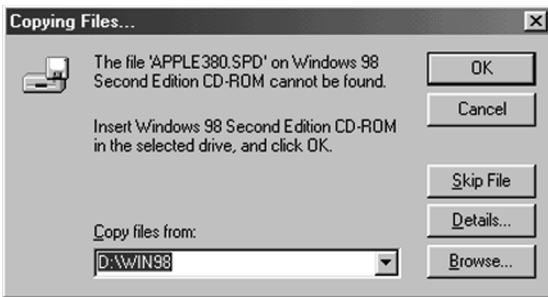 Copying Files...
The file 'APPLE380.SPD' on Windows 98
Second Edition CD-ROM cannot be found.
Insert Windows 98 Second Edition CD-ROM
in the selected drive, and click OK.
Copy files from:
D:\WIN98
OK
Cancel
Skip File
Details...
Browse...